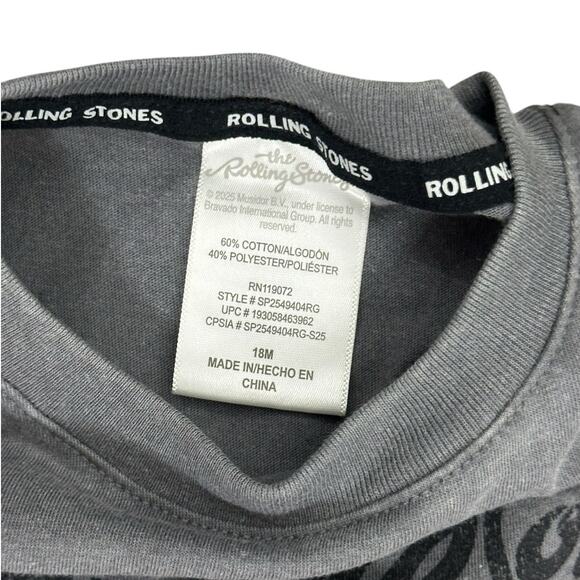 ROLLING STONES
ROLLING STONES
ROLLING
the
Rolling Stones
© 2025 Musidor B.V., under license to
Bravado International Group. All rights
reserved.
60% COTTON/ALGODÓN
40% POLYESTER/POLIÉSTER
RN119072
STYLE # SP2549404RG
UPC # 193058463962
CPSIA # SP2549404RG-S25
18M
MADE IN/HECHO EN
CHINA